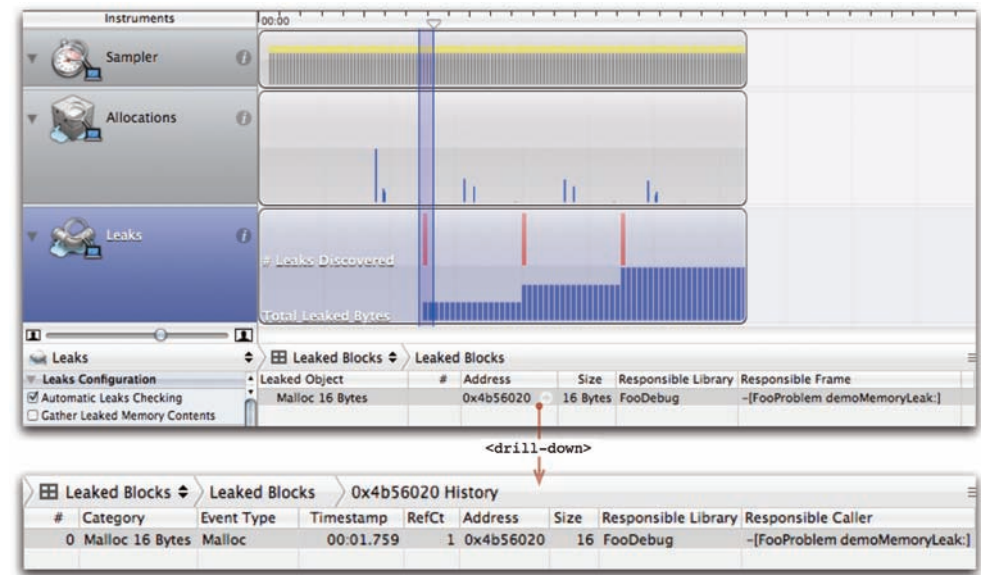 Instruments
00:00
Sampler
Allocations
Leaks
# Leaks Discovered
Total Leaked Bytes
Leaks
Leaked Blocks
Leaked Blocks
Leaks Configuration
Leaked Object # Address Size Responsible Library Responsible Frame
Automatic Leaks Checking
Malloc 16 Bytes 0x4b56020 16 Bytes FooDebug -[FooProblem demoMemoryLeak:]
Gather Leaked Memory Contents
<drill-down>
Leaked Blocks Leaked Blocks 0x4b56020 History
# Category Event Type Timestamp RefCt Address Size Responsible Library Responsible Caller
0 Malloc 16 Bytes Malloc 00:01.759 1 0x4b56020 16 FooDebug -[FooProblem demoMemoryLeak:]